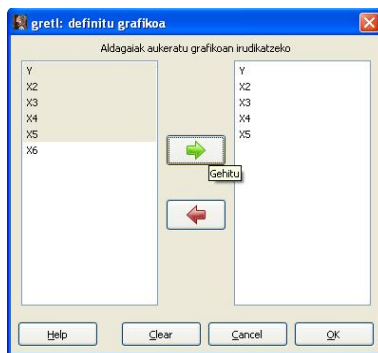 gretl: definitu grafikoa
Aldagaiak aukeratu grafikoan irudikatzeko
Y
X2
X3
X4
X5
X6
Gehitu
Y
X2
X3
X4
X5
Help
Clear
Cancel
OK